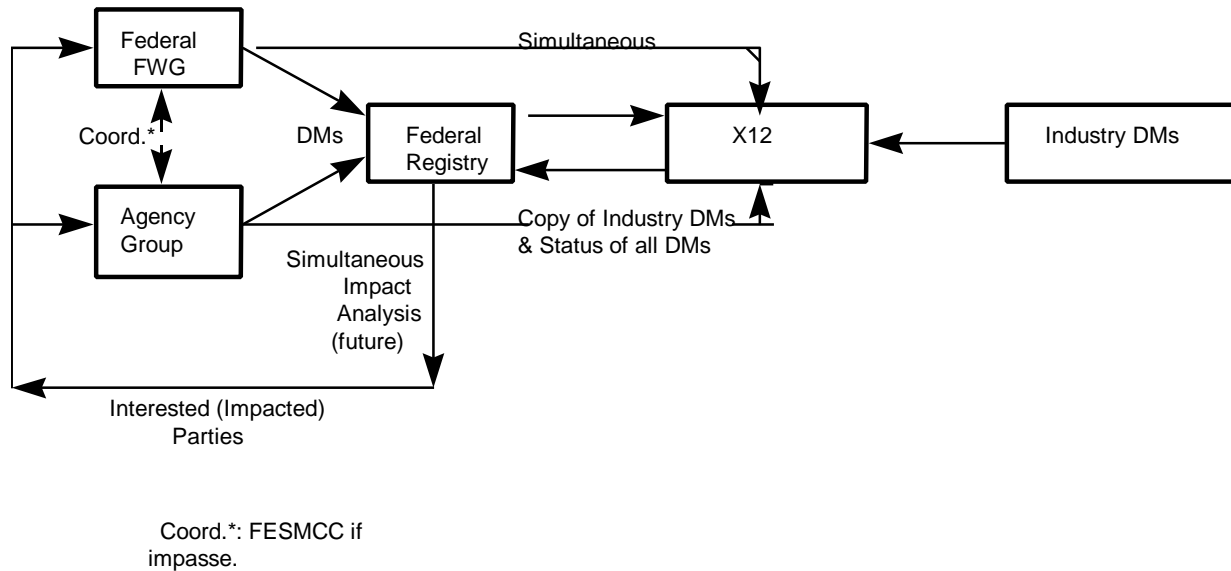 Federal
FWG
Simultaneous
Coord.*
DMs
Federal
Registry
X12
Industry DMs
Agency
Group
Copy of Industry DMs
& Status of all DMs
Simultaneous
Impact
Analysis
(future)
Interested (Impacted)
Parties
Coord.*: FESMCC if
impasse.